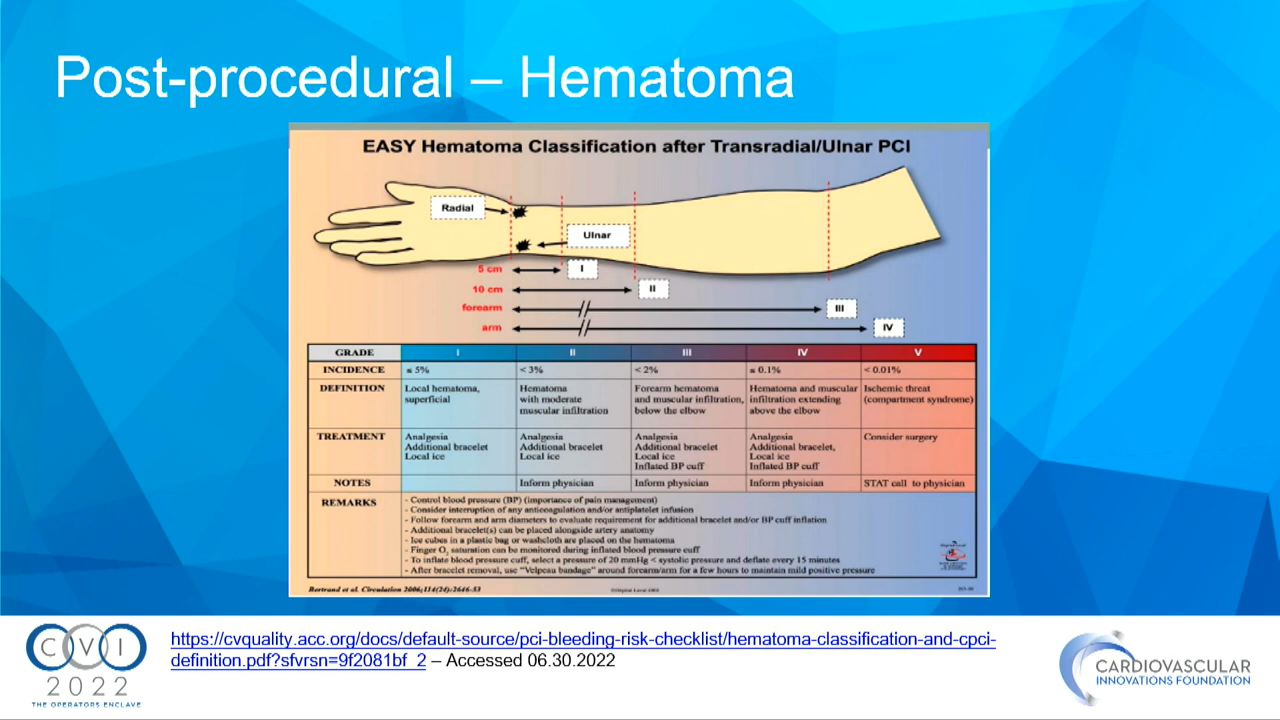 Post-procedural – Hematoma
EASY Hematoma Classification after Transradial/Ulnar PCI
Radial
Ulnar
5 cm
I
10 cm
II
forearm
III
arm
IV
GRADE I II III IV V
INCIDENCE ≤ 5% < 3% < 2% ≤ 0.1% < 0.01%
DEFINITION Local hematoma, Hematoma Forearm hematoma Hematoma and muscular Ischemic threat
superficial with moderate and muscular infiltration, infiltration extending (compartment syndrome)
muscular infiltration below the elbow above the elbow
TREATMENT Analgesia Analgesia Analgesia Analgesia Consider surgery
Additional bracelet Additional bracelet Additional bracelet Additional bracelet,
Local ice Local ice Local ice Local ice
Inflated BP cuff Inflated BP cuff
NOTES Inform physician Inform physician Inform physician STAT call to physician
REMARKS - Control blood pressure (BP) (importance of pain management)
- Consider interruption of any anticoagulation and/or antiplatelet infusion
- Follow forearm and arm diameters to evaluate requirement for additional bracelet and/or BP cuff inflation
- Additional bracelet(s) can be placed alongside artery anatomy
- Ice cubes in a plastic bag or washcloth are placed on the hematoma
- Finger O2 saturation can be monitored during inflated blood pressure cuff
- To inflate blood pressure cuff, select a pressure of 20 mmHg < systolic pressure and deflate every 15 minutes
- After bracelet removal, use "Velpeau bandage" around forearm/arm for a few hours to maintain mild positive pressure
Bertrand et al. Circulation 2006;114(24):2646-53
CVI
2022
THE OPERATORS ENCLAVE
https://cvquality.acc.org/docs/default-source/pci-bleeding-risk-checklist/hematoma-classification-and-cpci-
definition.pdf?sfvrsn=9f2081bf_2 – Accessed 06.30.2022
CARDIOVASCULAR
INNOVATIONS FOUNDATION